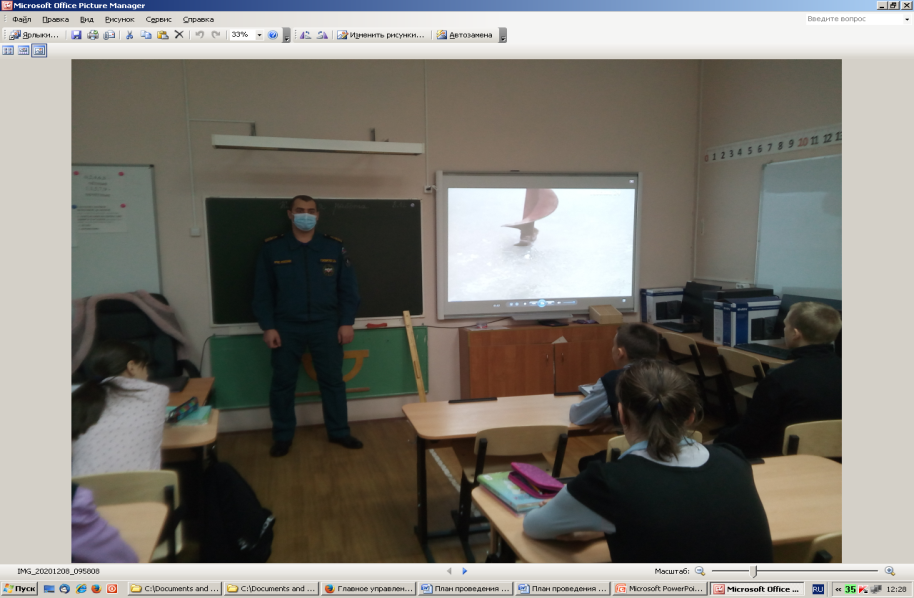 Microsoft Office Picture Manager
Файл Правка Вид Рисунок Сервис Справка
Введите вопрос
Ярлыки... 33% Изменить рисунки... Автозамена
0 1 2 3 4 5 6 7 8 9 10 11 12 13
IMG_20201208_095808
Масштаб:
Пуск C:\Documents and ... C:\Documents and ... Главное управлен... План проведения ... План проведения ... Microsoft PowerPoi... Microsoft Office ... RU 35 12:28